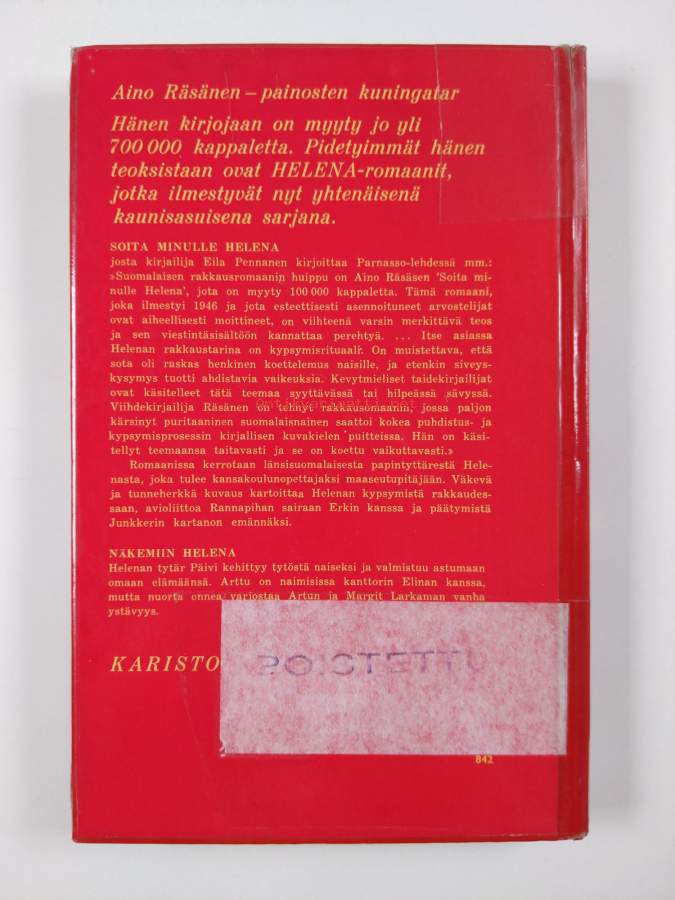 Aino Räsänen – painosten kuningatar
Hänen kirjojaan on myyty jo yli
700 000 kappaletta. Pidetyimmät hänen
teoksistaan ovat HELENA-romaanit,
jotka ilmestyvät nyt yhtenäisenä
kaunisasuisena sarjana.
SOITA MINULLE HELENA
josta kirjailija Eila Pennanen kirjoittaa Parnasso-lehdessä mm.:
»Suomalaisen rakkausromaanin huippu on Aino Räsäsen 'Soita mi-
nulle Helena', jota on myyty 100 000 kappaletta. Tämä romaani,
joka ilmestyi 1946 ja jota esteettisesti asennoituneet arvostelijat
ovat aiheellisesti moittineet, on viihteenä varsin merkittävä teos
ja sen viestintäsisältöön kannattaa perehtyä. ... Itse asiassa
Helenan rakkaustarina on kypsymisrituaali. On muistettava, että
sota oli raskas henkinen koettelemus naisille, ja etenkin siveys-
kysymys tuotti ahdistavia vaikeuksia. Kevytmieliset taidekirjailijat
ovat käsitelleet tätä teemaa syyttävässä tai hilpeässä sävyssä.
Viihdekirjailija Räsänen on tehnyt rakkausromaanin, jossa paljon
kärsinyt puritaaninen suomalaisnainen saattoi kokea puhdistus- ja
kypsymisprosessin kirjallisen kuvakielen puitteissa. Hän on käsi-
tellyt teemaansa taitavasti ja se on koettu vaikuttavasti.»
Romaanissa kerrotaan länsisuomalaisesta papintyttärestä Hele-
nasta, joka tulee kansakoulunopettajaksi maaseutupitäjään. Väkevä
ja tunneherkkä kuvaus kartoittaa Helenan kypsymistä rakkaudes-
saan, avioliittoa Rannapihan sairaan Erkin kanssa ja päätymistä
Junkkerin kartanon emännäksi.
NÄKEMIIN HELENA
Helenan tytär Päivi kehittyy tytöstä naiseksi ja valmistuu astumaan
omaan elämäänsä. Arttu on naimisissa kanttorin Elinan kanssa,
mutta nuorta onnea varjostaa Artun ja Margit Larkaman vanha
ystävyys.
KARISTO
POISTETTU
842